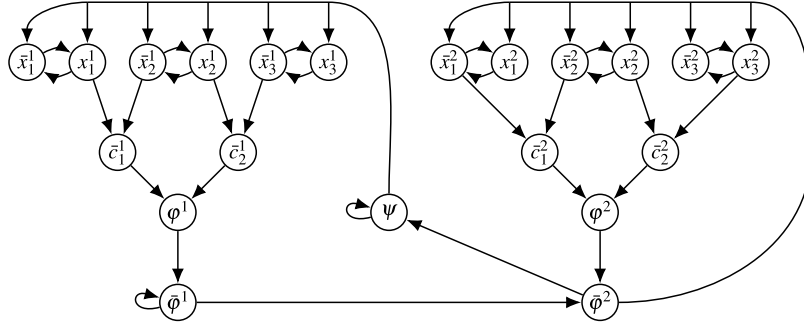 x̄₁¹ x₁¹ x̄₂¹ x₂¹ x̄₃¹ x₃¹ x̄₁² x₁² x̄₂² x₂² x̄₃² x₃²
c̄₁¹ c̄₂¹ c̄₁² c̄₂²
φ¹ ψ φ²
φ̄¹ φ̄²